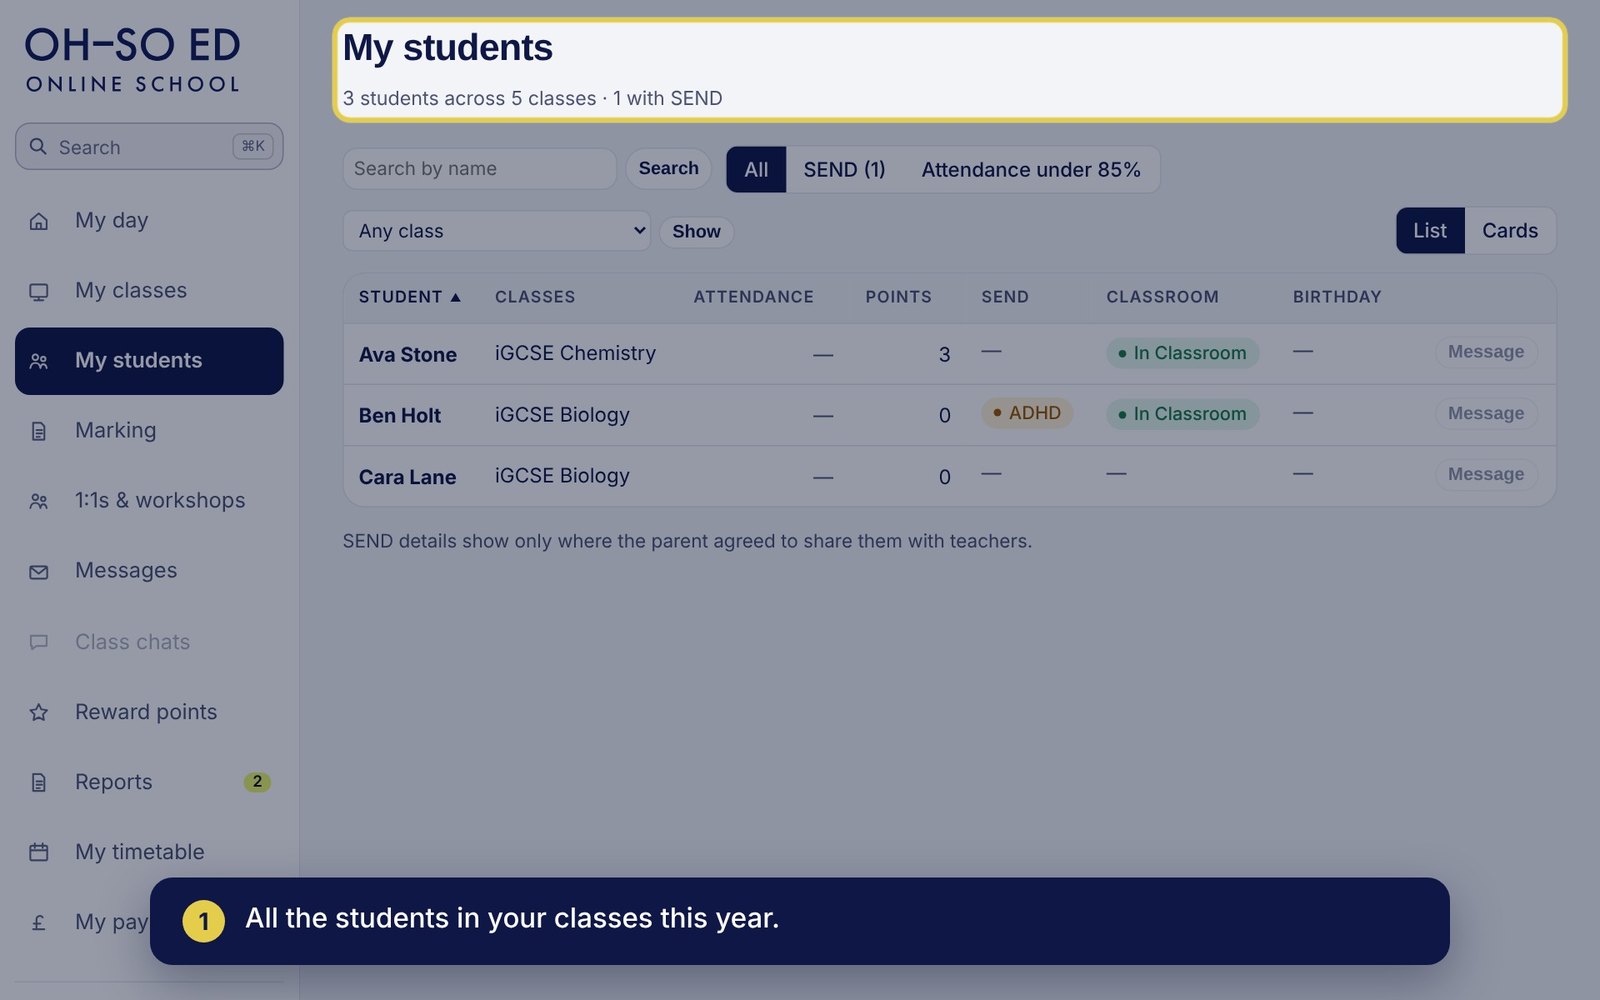 OH-SO ED
ONLINE SCHOOL
Search ⌘K
My day
My classes
My students
Marking
1:1s & workshops
Messages
Class chats
Reward points
Reports 2
My timetable
£ My pay
My students
3 students across 5 classes · 1 with SEND
Search by name Search All SEND (1) Attendance under 85%
Any class Show List Cards
STUDENT ▲ CLASSES ATTENDANCE POINTS SEND CLASSROOM BIRTHDAY
Ava Stone iGCSE Chemistry — 3 — • In Classroom — Message
Ben Holt iGCSE Biology — 0 • ADHD • In Classroom — Message
Cara Lane iGCSE Biology — 0 — — — Message
SEND details show only where the parent agreed to share them with teachers.
1 All the students in your classes this year.